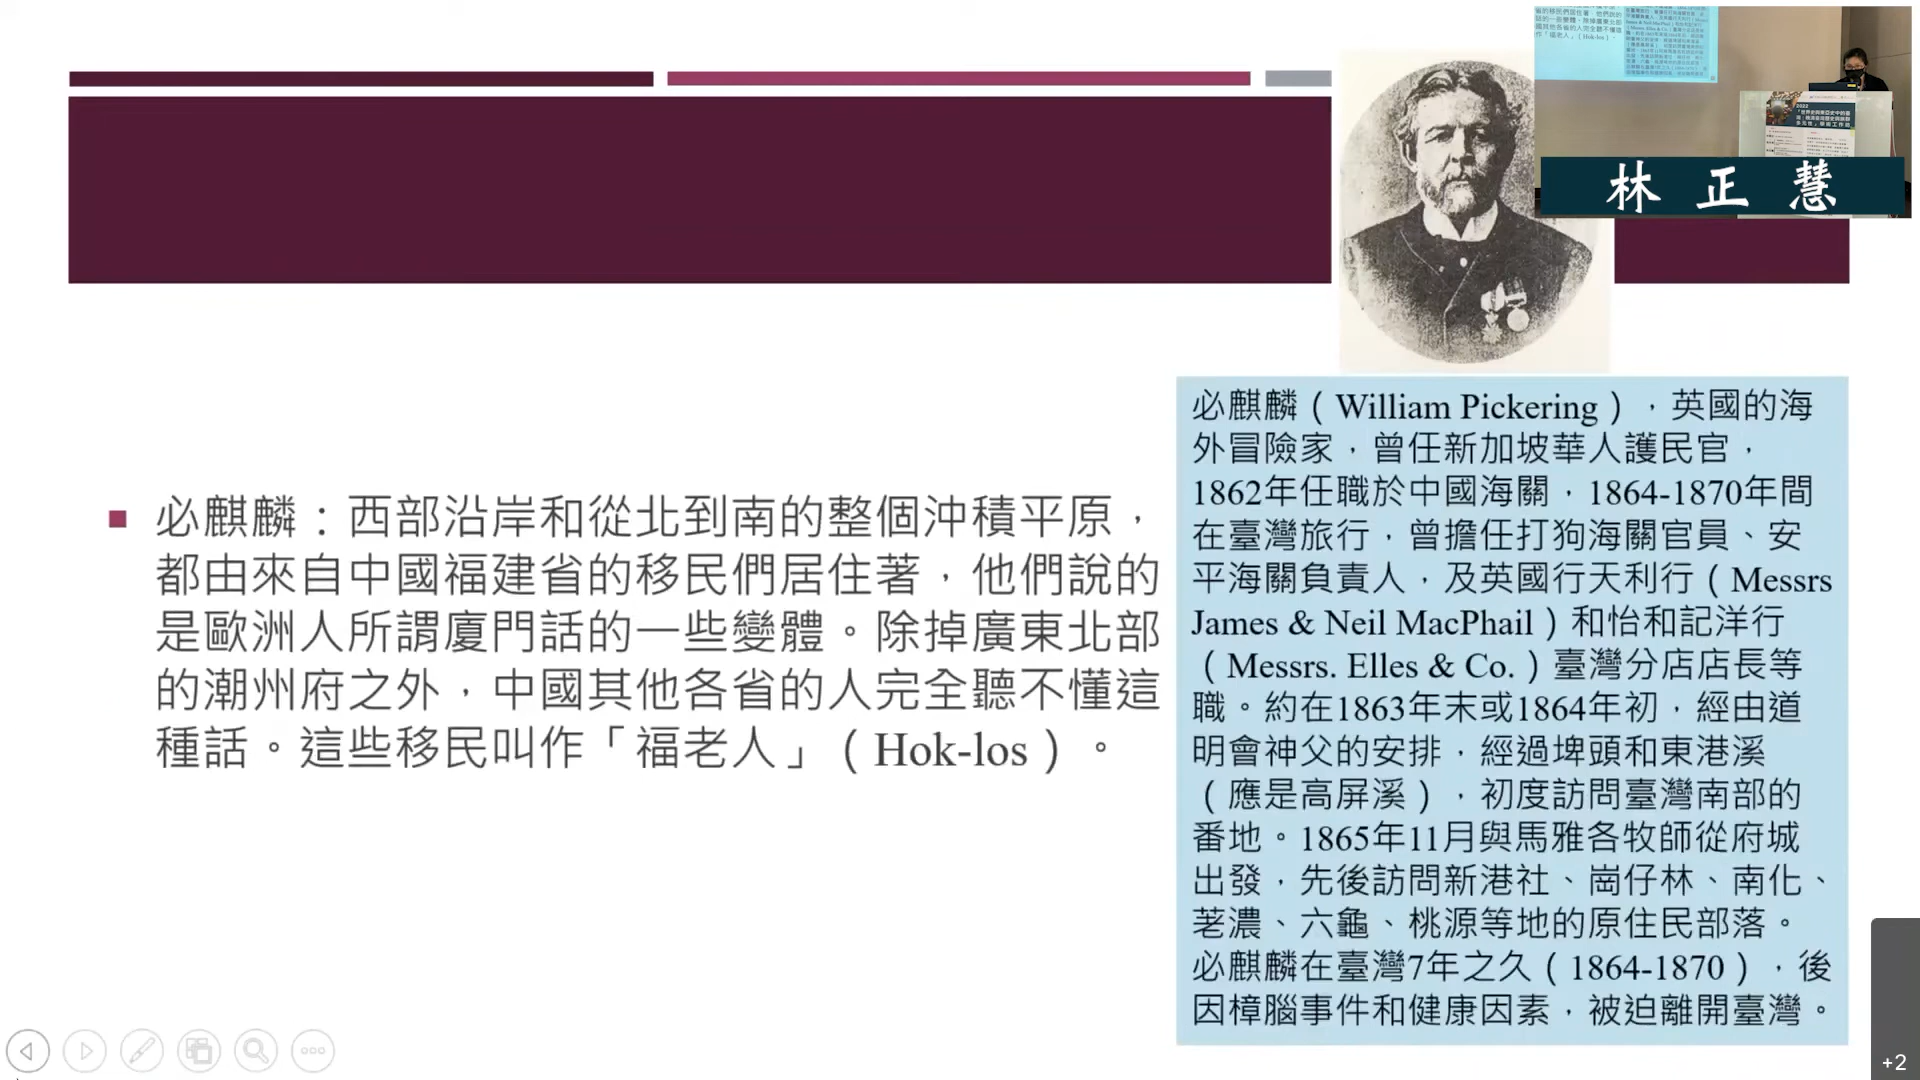 必麒麟：西部沿岸和從北到南的整個沖積平原，
都由來自中國福建省的移民們居住著，他們說的
是歐洲人所謂廈門話的一些變體。除掉廣東北部
的潮州府之外，中國其他各省的人完全聽不懂這
種話。這些移民叫作「福老人」（Hok-los）。
林正慧
必麒麟（William Pickering），英國的海
外冒險家，曾任新加坡華人護民官，
1862年任職於中國海關，1864-1870年間
在臺灣旅行，曾擔任打狗海關官員、安
平海關負責人，及英國行天利行（Messrs
James & Neil MacPhail）和怡和記洋行
（Messrs. Elles & Co.）臺灣分店店長等
職。約在1863年末或1864年初，經由道
明會神父的安排，經過埤頭和東港溪
（應是高屏溪），初度訪問臺灣南部的
番地。1865年11月與馬雅各牧師從府城
出發，先後訪問新港社、崗仔林、南化、
荖濃、六龜、桃源等地的原住民部落。
必麒麟在臺灣7年之久（1864-1870），後
因樟腦事件和健康因素，被迫離開臺灣。
+2